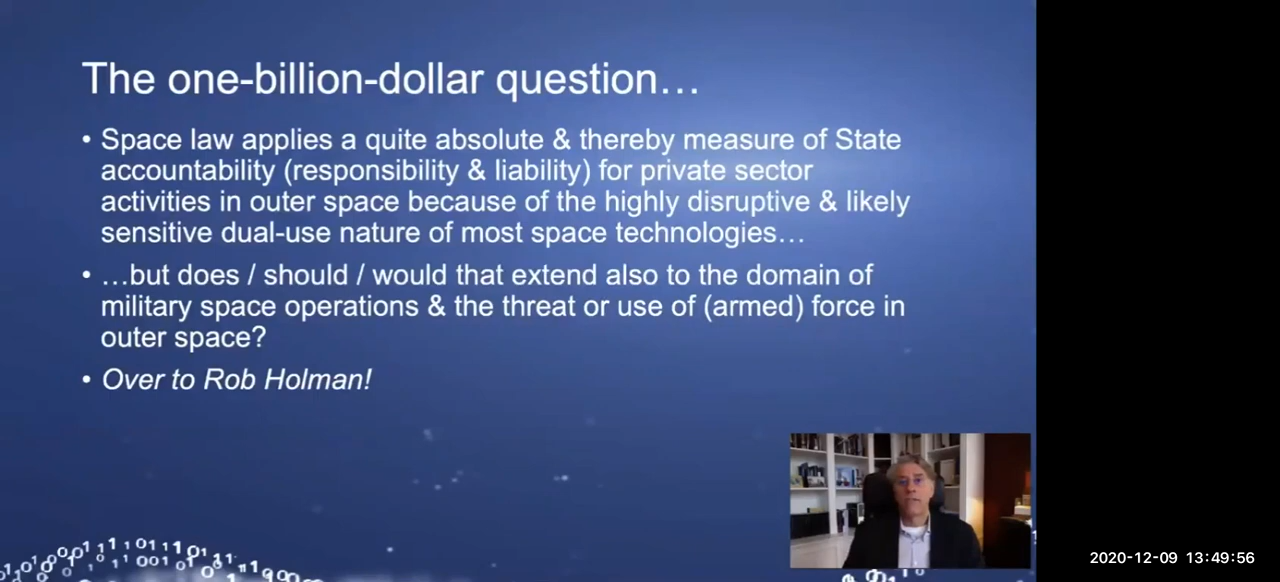 The one-billion-dollar question…
• Space law applies a quite absolute & thereby measure of State
accountability (responsibility & liability) for private sector
activities in outer space because of the highly disruptive & likely
sensitive dual-use nature of most space technologies…
• …but does / should / would that extend also to the domain of
military space operations & the threat or use of (armed) force in
outer space?
• Over to Rob Holman!
2020-12-09 13:49:56